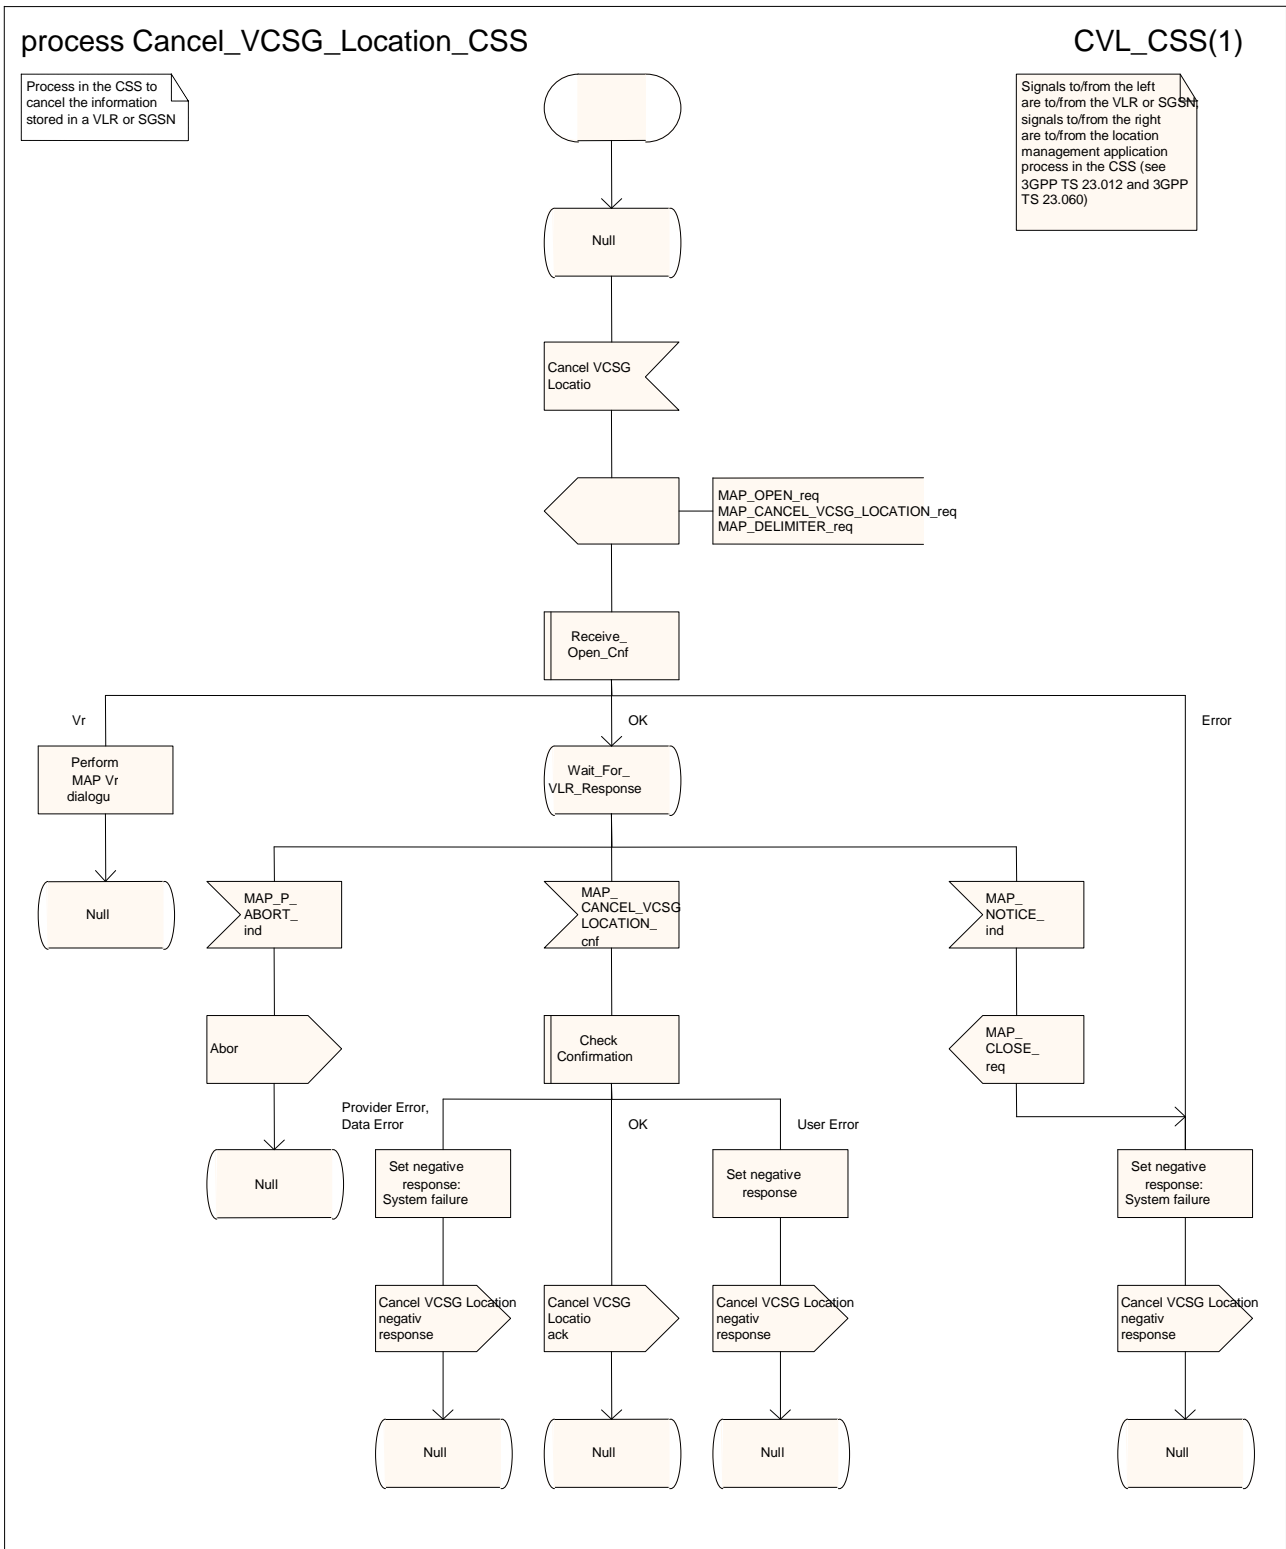 process Cancel_VCSG_Location_CSS
CVL_CSS(1)
Process in the CSS to
cancel the information
stored in a VLR or SGSN
Signals to/from the left
are to/from the VLR or SGSN;
signals to/from the right
are to/from the location
management application
process in the CSS (see
3GPP TS 23.012 and 3GPP
TS 23.060)
Null
Cancel VCSG
Locatio
MAP_OPEN_req
MAP_CANCEL_VCSG_LOCATION_req
MAP_DELIMITER_req
Receive_
Open_Cnf
Vr
OK
Error
Perform
MAP Vr
dialogu
Wait_For_
VLR_Response
Null
MAP_P_
ABORT_
ind
MAP_
CANCEL_VCSG
LOCATION_
cnf
MAP_
NOTICE_
ind
Abor
Check
Confirmation
MAP_
CLOSE_
req
Provider Error,
Data Error
OK
User Error
Null
Set negative
response:
System failure
Set negative
response
Set negative
response:
System failure
Cancel VCSG Location
negativ
response
Cancel VCSG
Locatio
ack
Cancel VCSG Location
negativ
response
Cancel VCSG Location
negativ
response
Null
Null
Null
Null